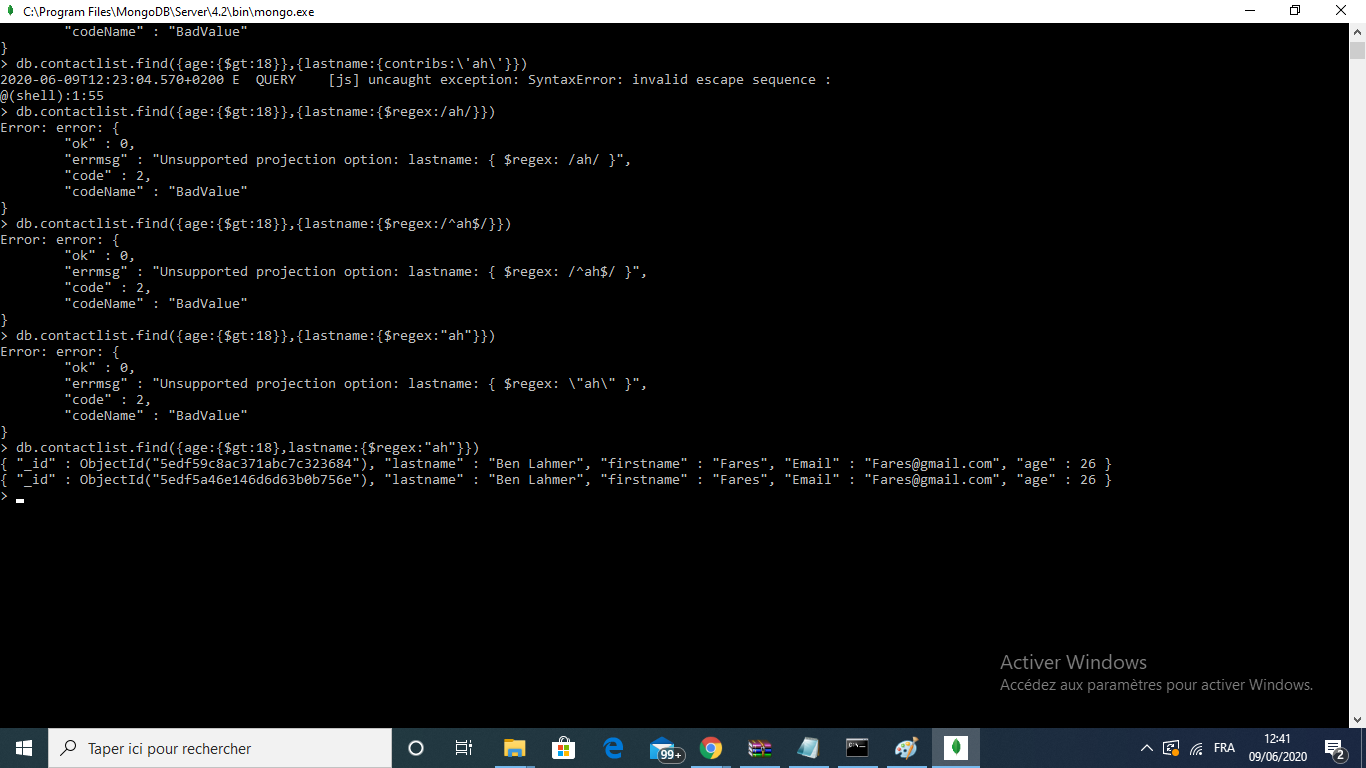 C:\Program Files\MongoDB\Server\4.2\bin\mongo.exe
"codeName" : "BadValue"
}
> db.contactlist.find({age:{$gt:18}},{lastname:{contribs:\'ah\'}})
2020-06-09T12:23:04.570+0200 E  QUERY    [js] uncaught exception: SyntaxError: invalid escape sequence :
@(shell):1:55
> db.contactlist.find({age:{$gt:18}},{lastname:{$regex:/ah/}})
Error: error: {
"ok" : 0,
"errmsg" : "Unsupported projection option: lastname: { $regex: /ah/ }",
"code" : 2,
"codeName" : "BadValue"
}
> db.contactlist.find({age:{$gt:18}},{lastname:{$regex:/^ah$/}})
Error: error: {
"ok" : 0,
"errmsg" : "Unsupported projection option: lastname: { $regex: /^ah$/ }",
"code" : 2,
"codeName" : "BadValue"
}
> db.contactlist.find({age:{$gt:18}},{lastname:{$regex:"ah"}})
Error: error: {
"ok" : 0,
"errmsg" : "Unsupported projection option: lastname: { $regex: \"ah\" }",
"code" : 2,
"codeName" : "BadValue"
}
> db.contactlist.find({age:{$gt:18},lastname:{$regex:"ah"}})
{ "_id" : ObjectId("5edf59c8ac371abc7c323684"), "lastname" : "Ben Lahmer", "firstname" : "Fares", "Email" : "Fares@gmail.com", "age" : 26 }
{ "_id" : ObjectId("5edf5a46e146d6d63b0b756e"), "lastname" : "Ben Lahmer", "firstname" : "Fares", "Email" : "Fares@gmail.com", "age" : 26 }
>
Activer Windows
Accédez aux paramètres pour activer Windows.
Taper ici pour rechercher
99+
FRA
12:41
09/06/2020
2